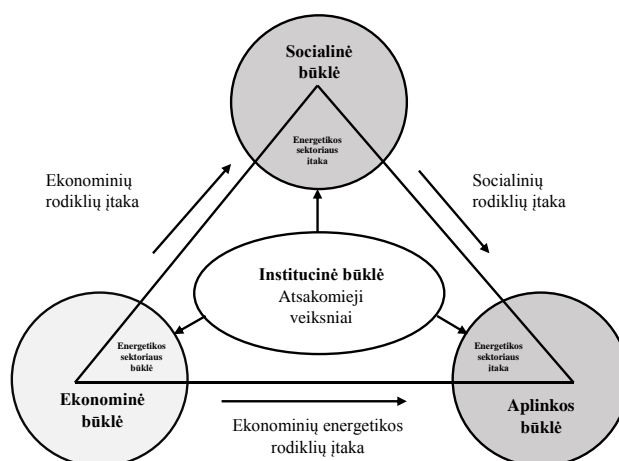 Socialinė
būklė
Energetikos
sektoriaus
įtaka
Ekonominių
rodiklių įtaka
Socialinių
rodiklių įtaka
Institucinė būklė
Atsakomieji
veiksniai
Energetikos
sektoriaus
būklė
Ekonominė
būklė
Energetikos
sektoriaus
įtaka
Aplinkos
būklė
Ekonominių energetikos
rodiklių įtaka